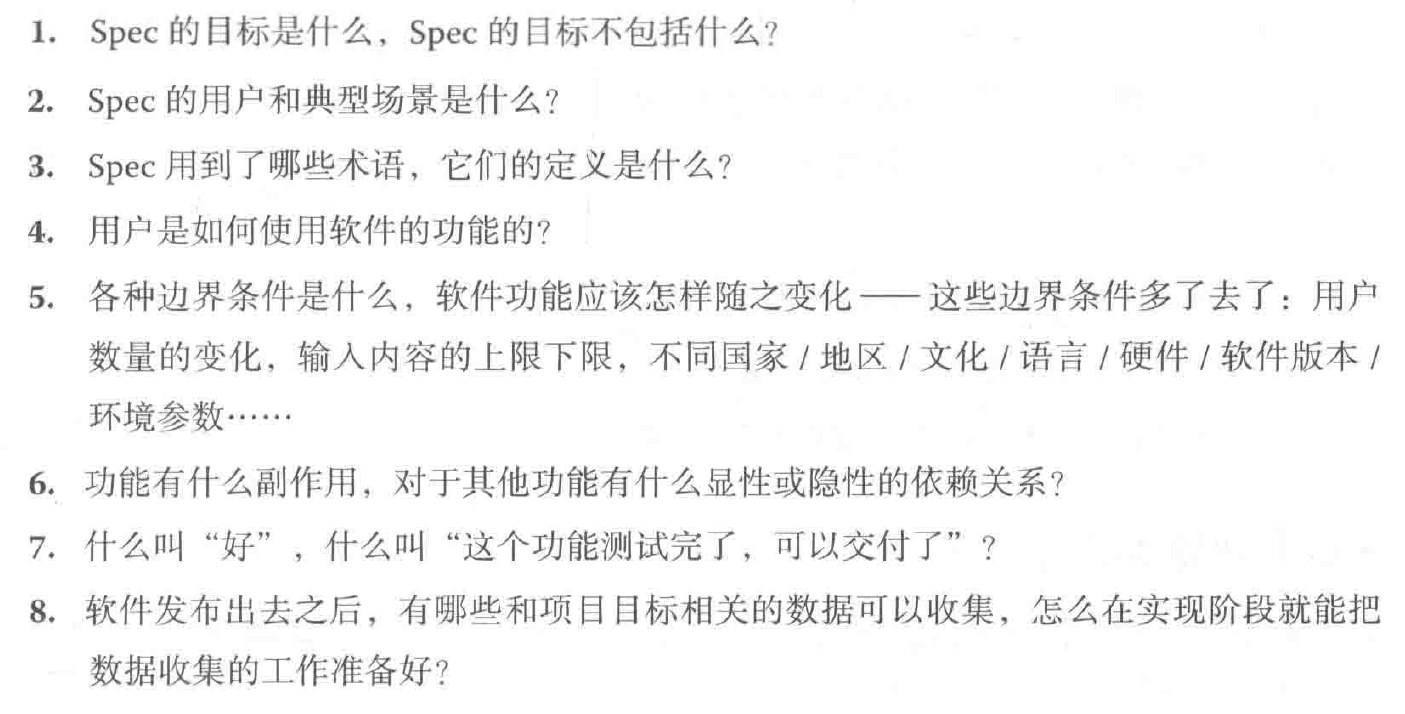 1. Spec 的目标是什么，Spec 的目标不包括什么？
2. Spec 的用户和典型场景是什么？
3. Spec 用到了哪些术语，它们的定义是什么？
4. 用户是如何使用软件的功能的？
5. 各种边界条件是什么，软件功能应该怎样随之变化 —— 这些边界条件多了去了：用户
数量的变化，输入内容的上限下限，不同国家 / 地区 / 文化 / 语言 / 硬件 / 软件版本 /
环境参数……
6. 功能有什么副作用，对于其他功能有什么显性或隐性的依赖关系？
7. 什么叫“好”，什么叫“这个功能测试完了，可以交付了”？
8. 软件发布出去之后，有哪些和项目目标相关的数据可以收集，怎么在实现阶段就能把
数据收集的工作准备好？